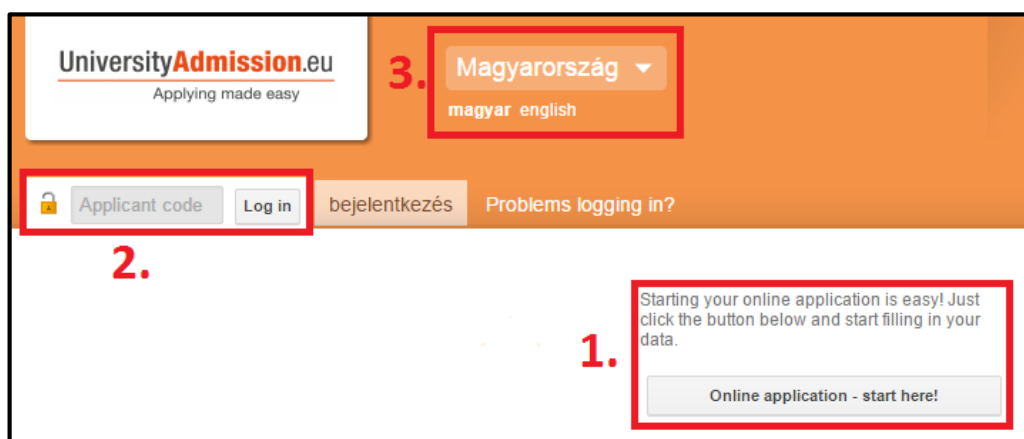 UniversityAdmission.eu
Applying made easy
3.
Magyarország
magyar english
Applicant code
Log in
bejelentkezés
Problems logging in?
2.
Starting your online application is easy! Just
click the button below and start filling in your
data.
1.
Online application - start here!